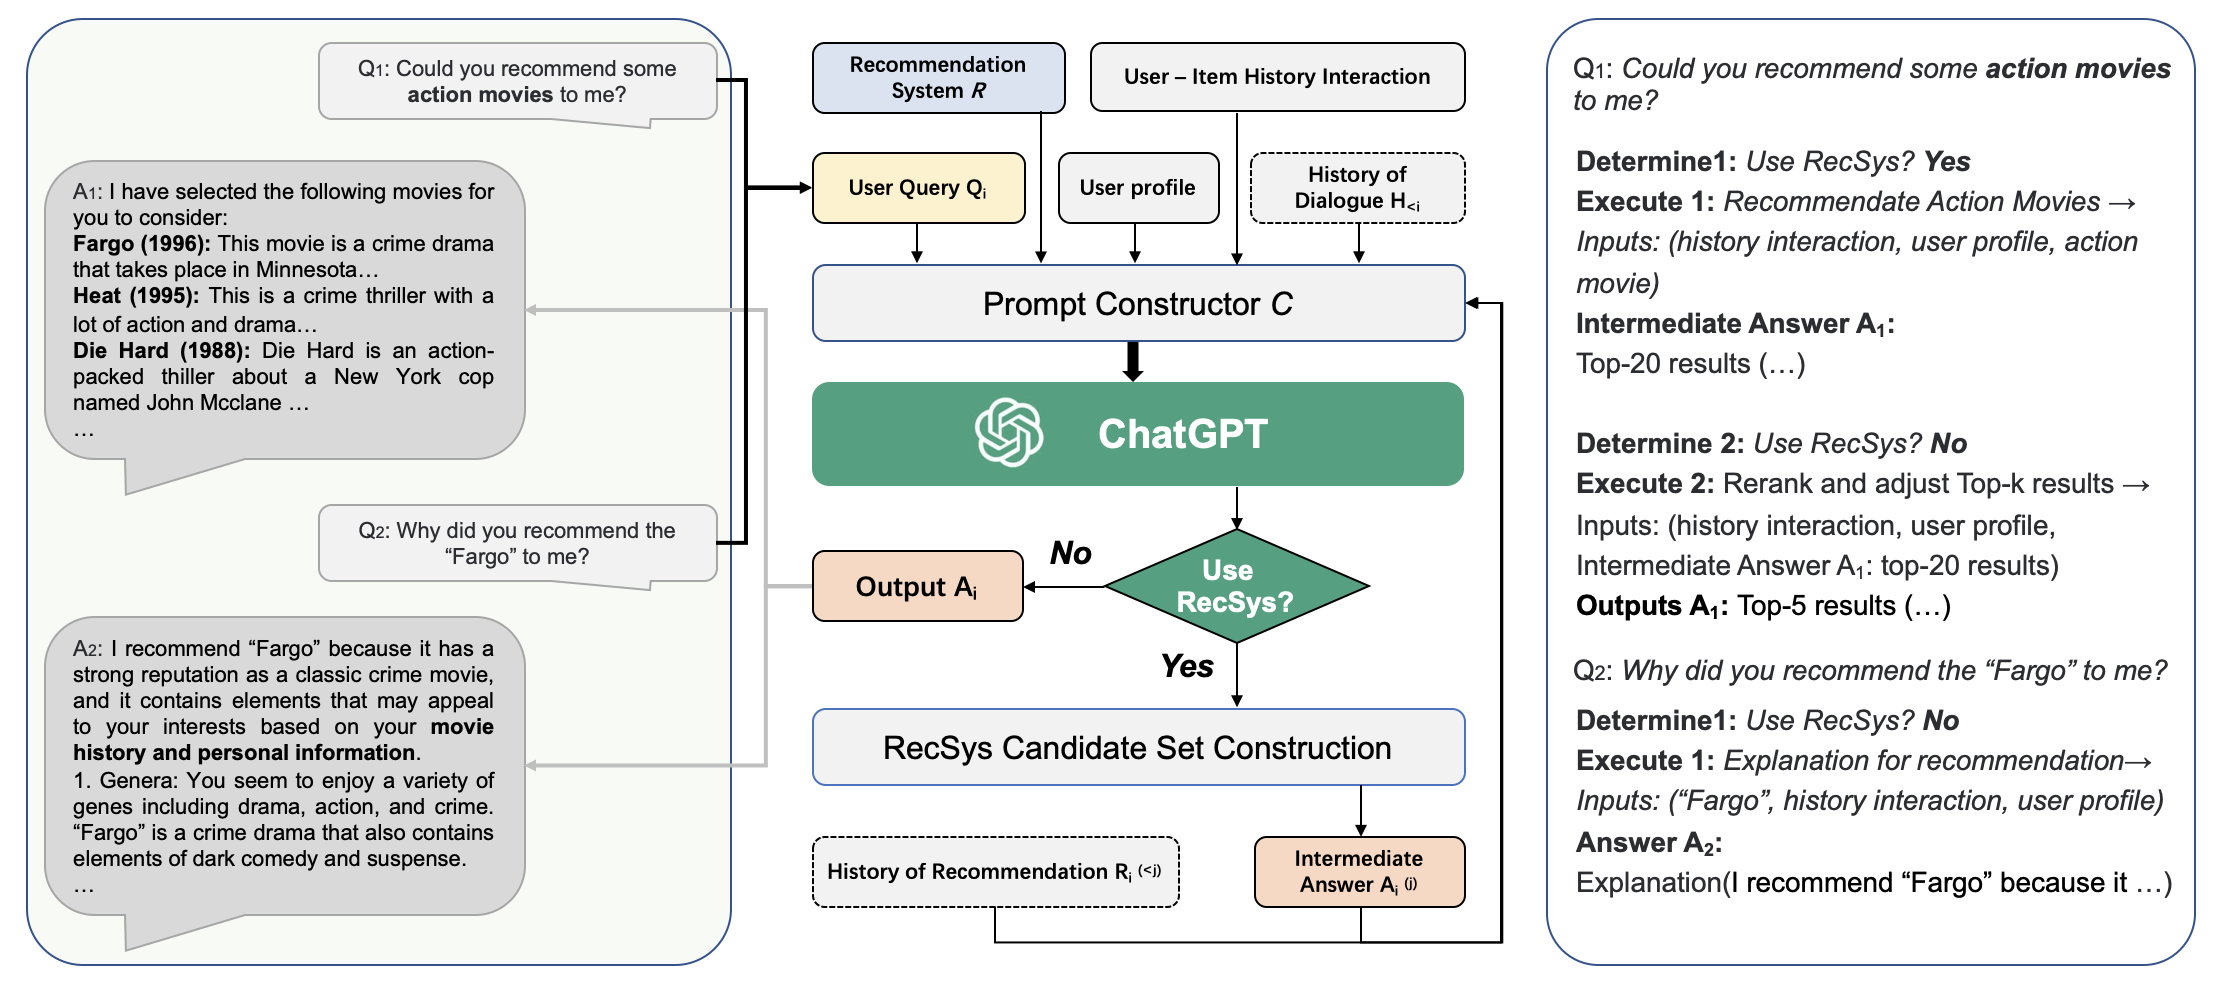 Q1: Could you recommend some
action movies to me?
A1: I have selected the following movies for
you to consider:
Fargo (1996): This movie is a crime drama
that takes place in Minnesota…
Heat (1995): This is a crime thriller with a
lot of action and drama…
Die Hard (1988): Die Hard is an action-
packed thiller about a New York cop
named John Mcclane …
…
Q2: Why did you recommend the
“Fargo” to me?
A2: I recommend “Fargo” because it has a
strong reputation as a classic crime movie,
and it contains elements that may appeal
to your interests based on your movie
history and personal information.
1. Genera: You seem to enjoy a variety of
genes including drama, action, and crime.
“Fargo” is a crime drama that also contains
elements of dark comedy and suspense.
…
Recommendation
System R
User – Item History Interaction
User Query Qi
User profile
History of
Dialogue H<i
Prompt Constructor C
ChatGPT
Use
RecSys?
No
Output Ai
Yes
RecSys Candidate Set Construction
History of Recommendation Ri (<j)
Intermediate
Answer Ai (j)
Q1: Could you recommend some action movies
to me?
Determine1: Use RecSys? Yes
Execute 1: Recommendate Action Movies →
Inputs: (history interaction, user profile, action
movie)
Intermediate Answer A1:
Top-20 results (…)
Determine 2: Use RecSys? No
Execute 2: Rerank and adjust Top-k results →
Inputs: (history interaction, user profile,
Intermediate Answer A1: top-20 results)
Outputs A1: Top-5 results (…)
Q2: Why did you recommend the “Fargo” to me?
Determine1: Use RecSys? No
Execute 1: Explanation for recommendation→
Inputs: (“Fargo”, history interaction, user profile)
Answer A2:
Explanation(I recommend “Fargo” because it …)